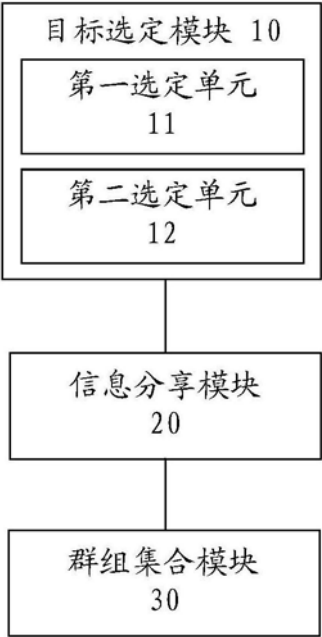 目标选定模块 10
第一选定单元
11
第二选定单元
12
信息分享模块
20
群组集合模块
30